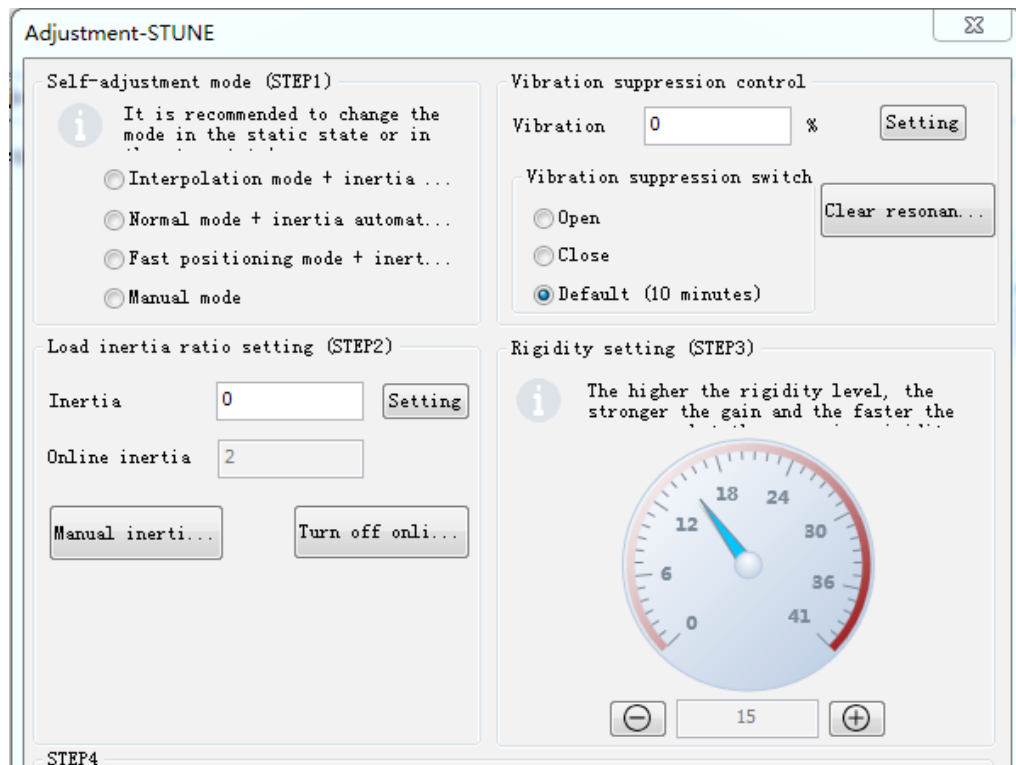 Adjustment-STUNE
Self-adjustment mode (STEP1)
It is recommended to change the
mode in the static state or in
Interpolation mode + inertia ...
Normal mode + inertia automat...
Fast positioning mode + inert...
Manual mode
Vibration suppression control
Vibration 0 % Setting
Vibration suppression switch
Open
Close
Default (10 minutes)
Clear resonan...
Load inertia ratio setting (STEP2)
Inertia 0 Setting
Online inertia 2
Manual inerti... Turn off onli...
Rigidity setting (STEP3)
The higher the rigidity level, the
stronger the gain and the faster the
0 6 12 18 24 30 36 41
15
STEP4